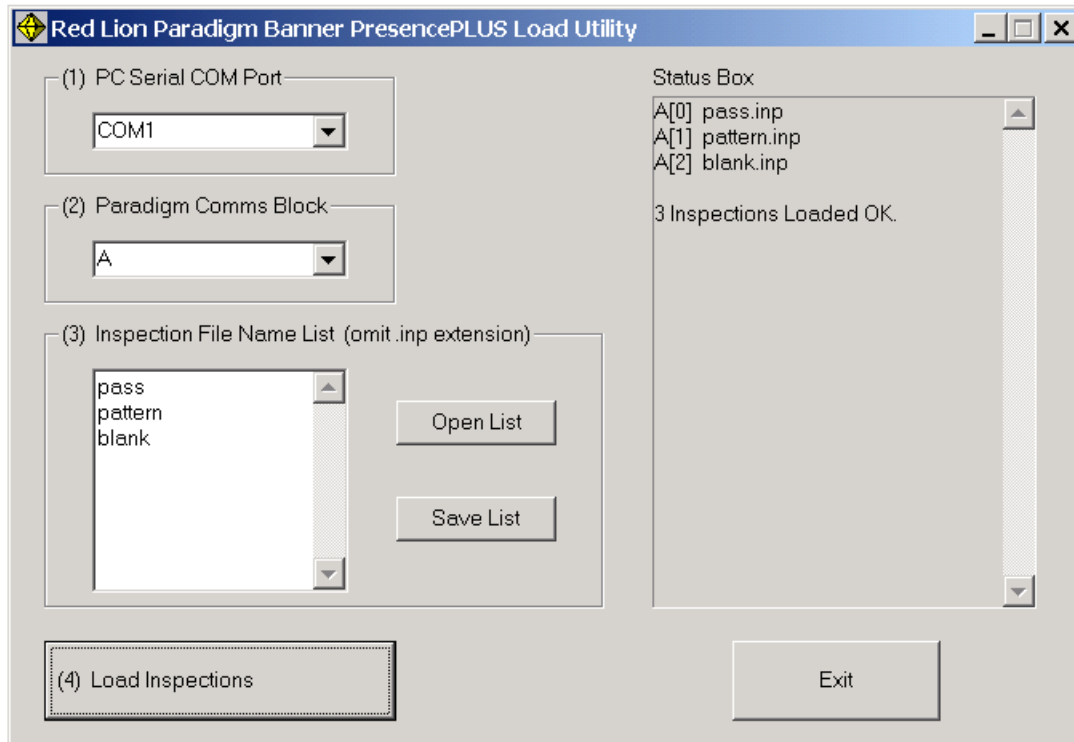 Red Lion Paradigm Banner PresencePLUS Load Utility
(1) PC Serial COM Port
COM1
(2) Paradigm Comms Block
A
(3) Inspection File Name List (omit .inp extension)
pass
pattern
blank
Open List
Save List
(4) Load Inspections
Status Box
A[0] pass.inp
A[1] pattern.inp
A[2] blank.inp
3 Inspections Loaded OK.
Exit